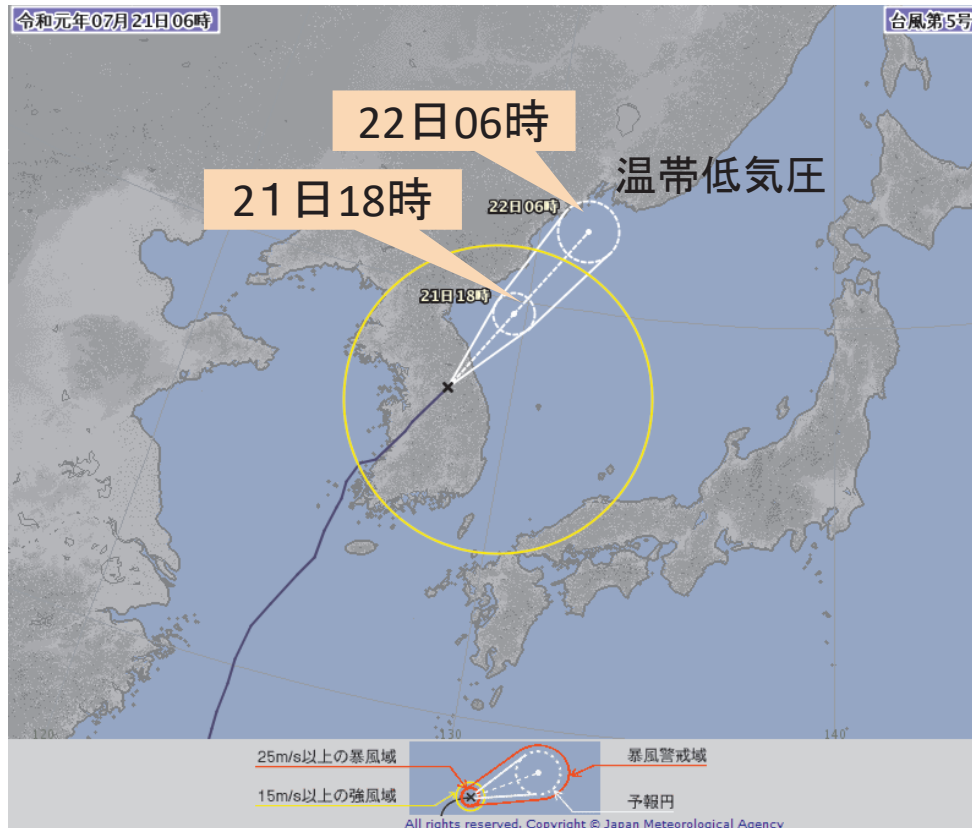 令和元年07月21日06時
台風第5号
22日06時
温帯低気圧
21日18時
22日06時
21日18時
120
130
140
25m/s以上の暴風域
暴風警戒域
15m/s以上の強風域
予報円
All rights reserved. Copyright © Japan Meteorological Agency